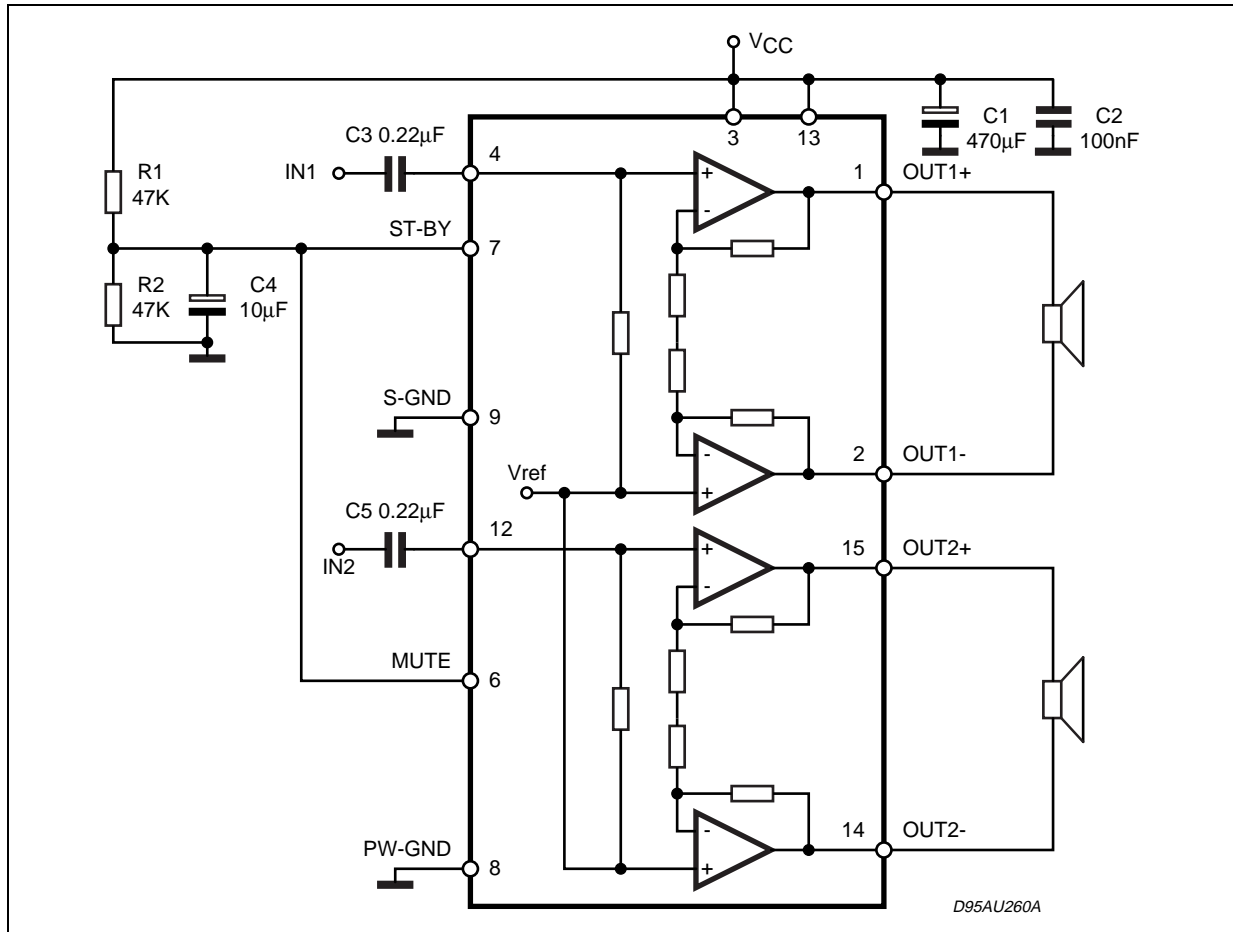 VCC
3
13
C1
470µF
C2
100nF
C3 0.22µF
IN1
4
+
-
1
OUT1+
R1
47K
ST-BY
7
R2
47K
C4
10µF
S-GND
9
-
+
2
OUT1-
Vref
C5 0.22µF
IN2
12
+
-
15
OUT2+
MUTE
6
-
+
14
OUT2-
PW-GND
8
D95AU260A